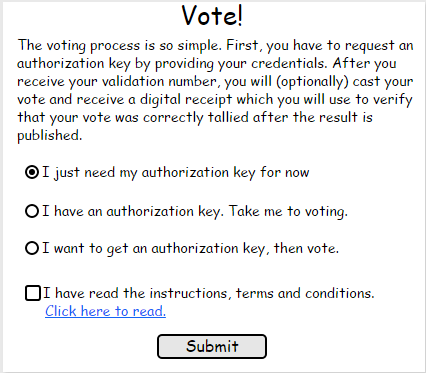 Vote!
The voting process is so simple. First, you have to request an
authorization key by providing your credentials. After you
receive your validation number, you will (optionally) cast your
vote and receive a digital receipt which you will use to verify
that your vote was correctly tallied after the result is
published.
I just need my authorization key for now
I have an authorization key. Take me to voting.
I want to get an authorization key, then vote.
I have read the instructions, terms and conditions.
Click here to read.
Submit